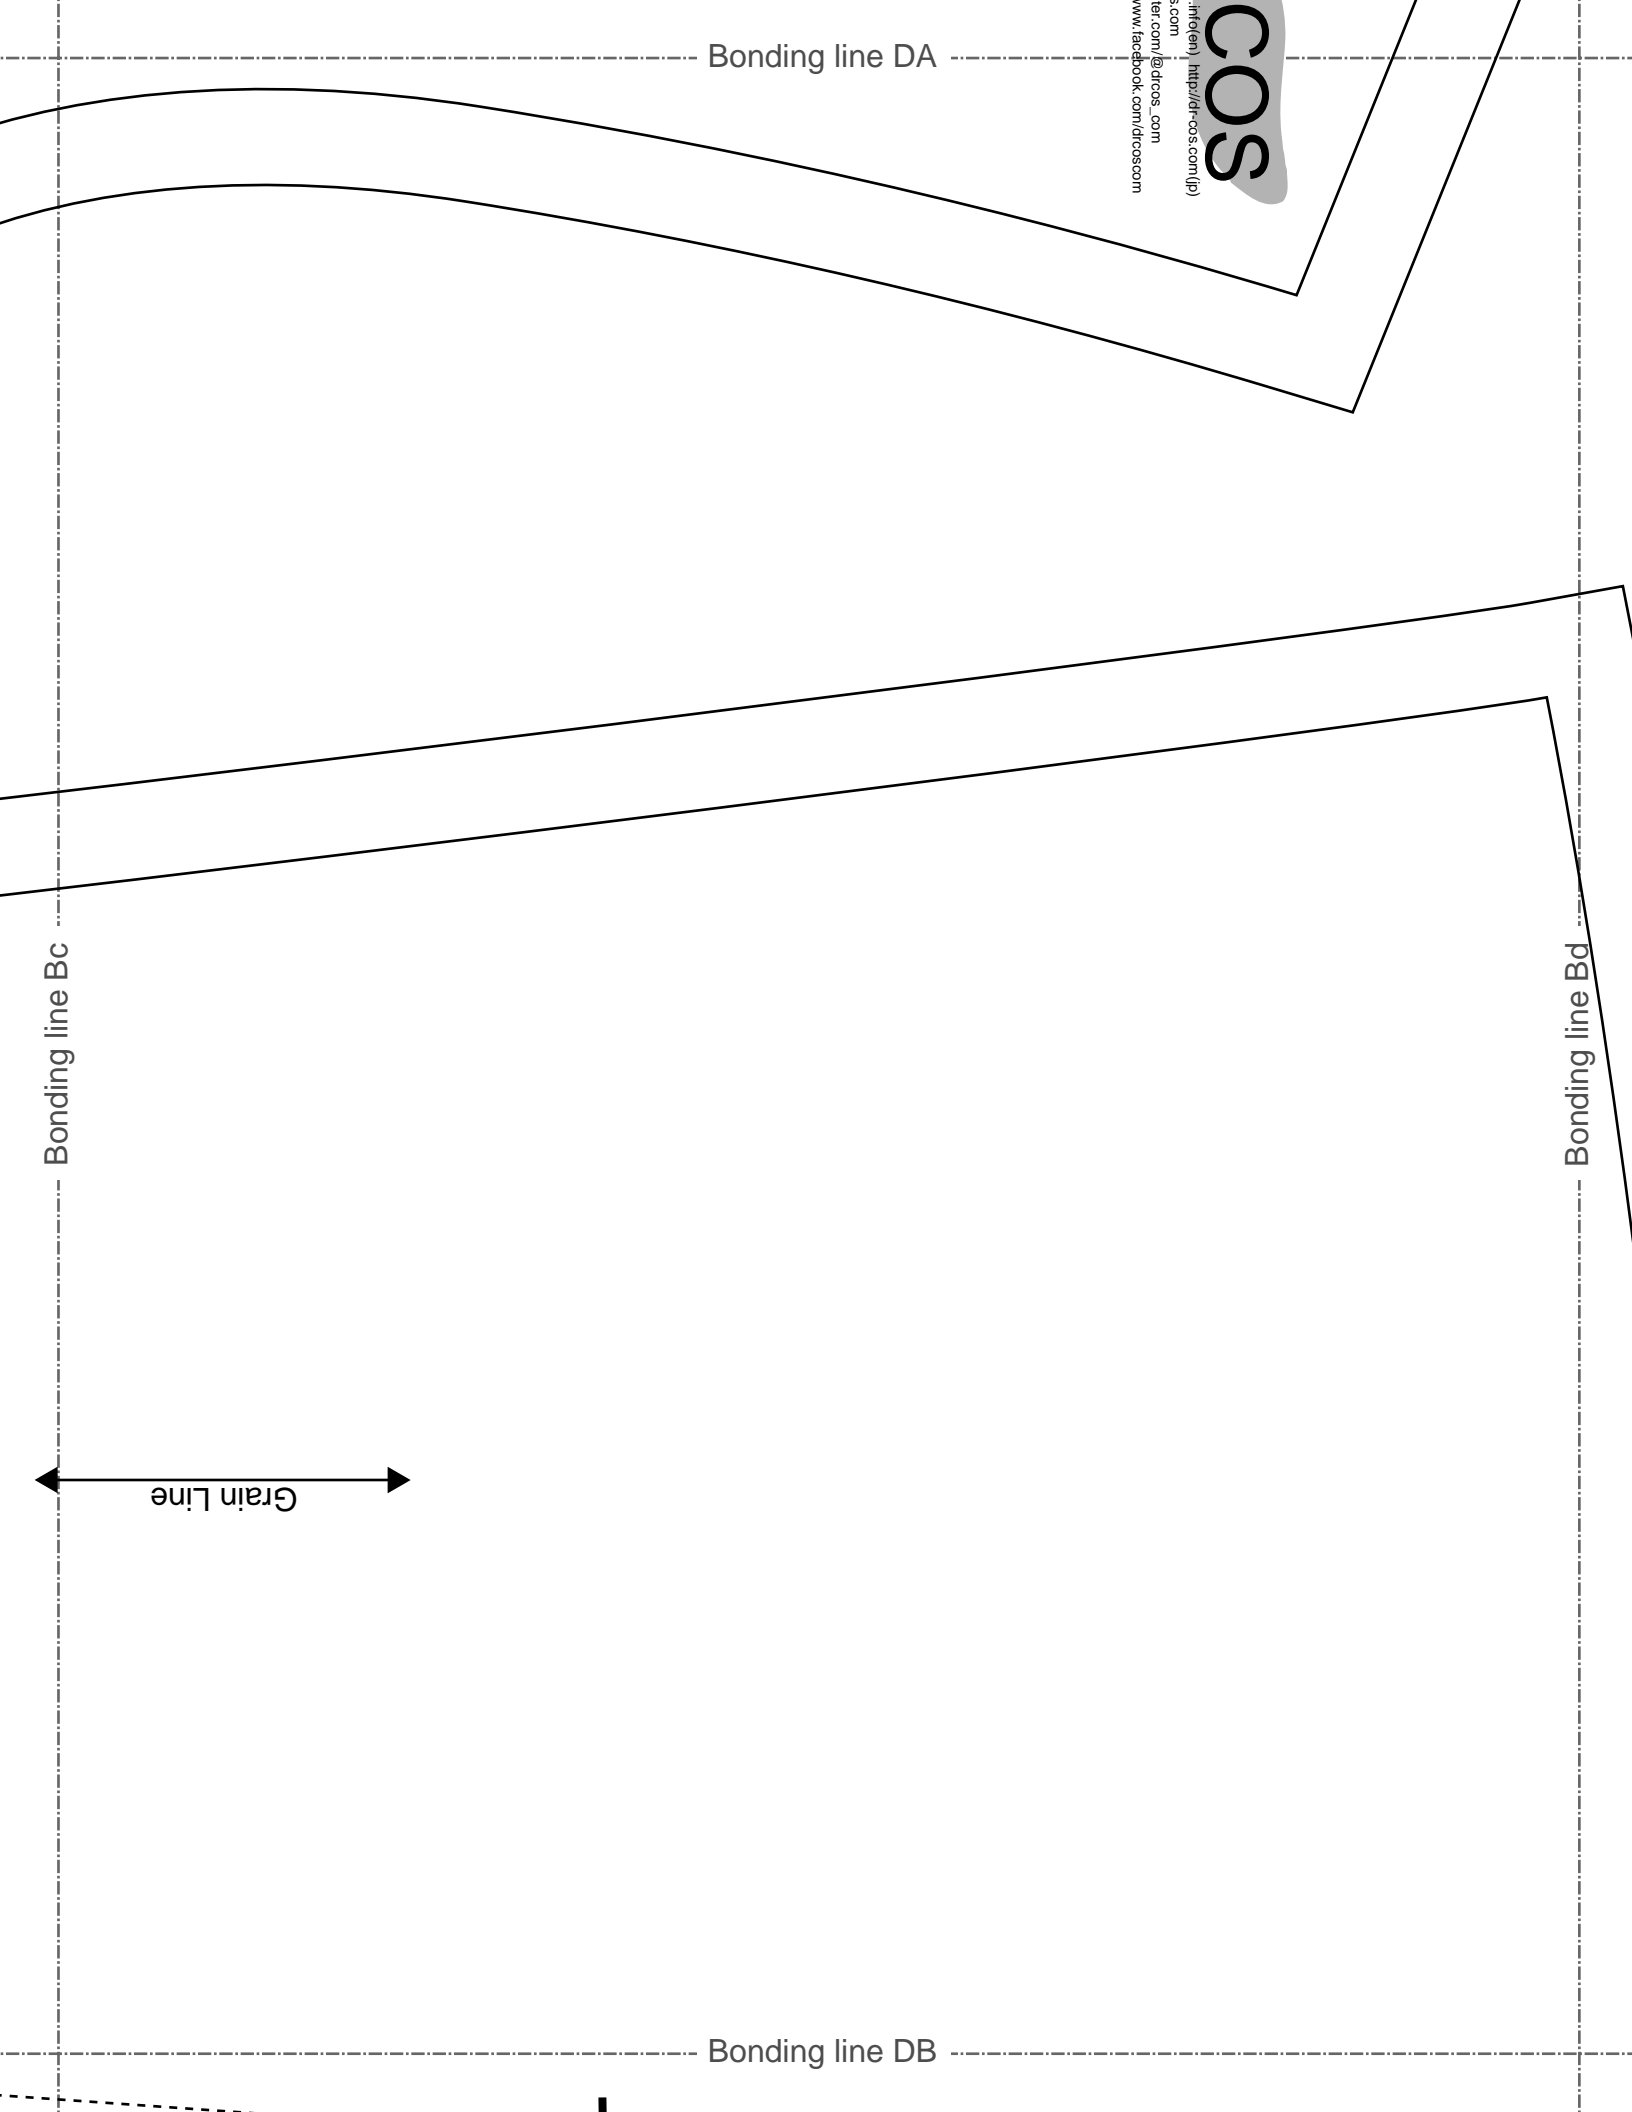 Bonding line DA
COS
.info(en) http://dr-cos.com(jp)
s.com
ter.com/@drcos_com
www.facebook.com/drcoscom
Bonding line Bc
Bonding line Bd
Grain Line
Bonding line DB